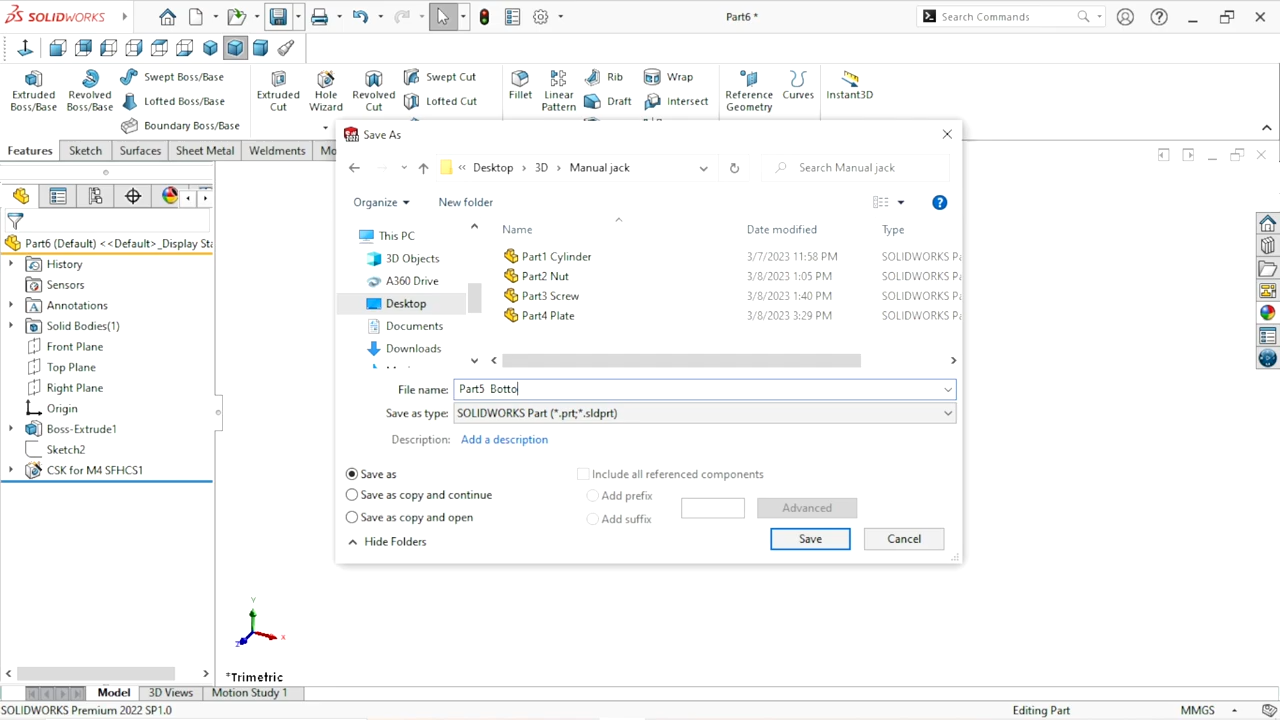 SOLIDWORKS
Part6 *
Search Commands
Extruded Boss/Base
Revolved Boss/Base
Swept Boss/Base
Lofted Boss/Base
Boundary Boss/Base
Extruded Cut
Hole Wizard
Revolved Cut
Swept Cut
Lofted Cut
Fillet
Linear Pattern
Rib
Draft
Wrap
Intersect
Reference Geometry
Curves
Instant3D
Features
Sketch
Surfaces
Sheet Metal
Weldments
Mo
Save As
<< Desktop > 3D > Manual jack
Search Manual jack
Organize
New folder
Part6 (Default) <<Default>_Display Sta
History
Sensors
Annotations
Solid Bodies(1)
Front Plane
Top Plane
Right Plane
Origin
Boss-Extrude1
Sketch2
CSK for M4 SFHCS1
This PC
3D Objects
A360 Drive
Desktop
Documents
Downloads
Name Date modified Type
Part1 Cylinder 3/7/2023 11:58 PM SOLIDWORKS Pa
Part2 Nut 3/8/2023 1:05 PM SOLIDWORKS Pa
Part3 Screw 3/8/2023 1:40 PM SOLIDWORKS Pa
Part4 Plate 3/8/2023 3:29 PM SOLIDWORKS Pa
File name: Part5  Botto
Save as type: SOLIDWORKS Part (*.prt;*.sldprt)
Description: Add a description
Save as
Save as copy and continue
Save as copy and open
Include all referenced components
Add prefix
Add suffix
Advanced
Hide Folders
Save
Cancel
Y
X
Z
*Trimetric
Model
3D Views
Motion Study 1
SOLIDWORKS Premium 2022 SP1.0
Editing Part
MMGS